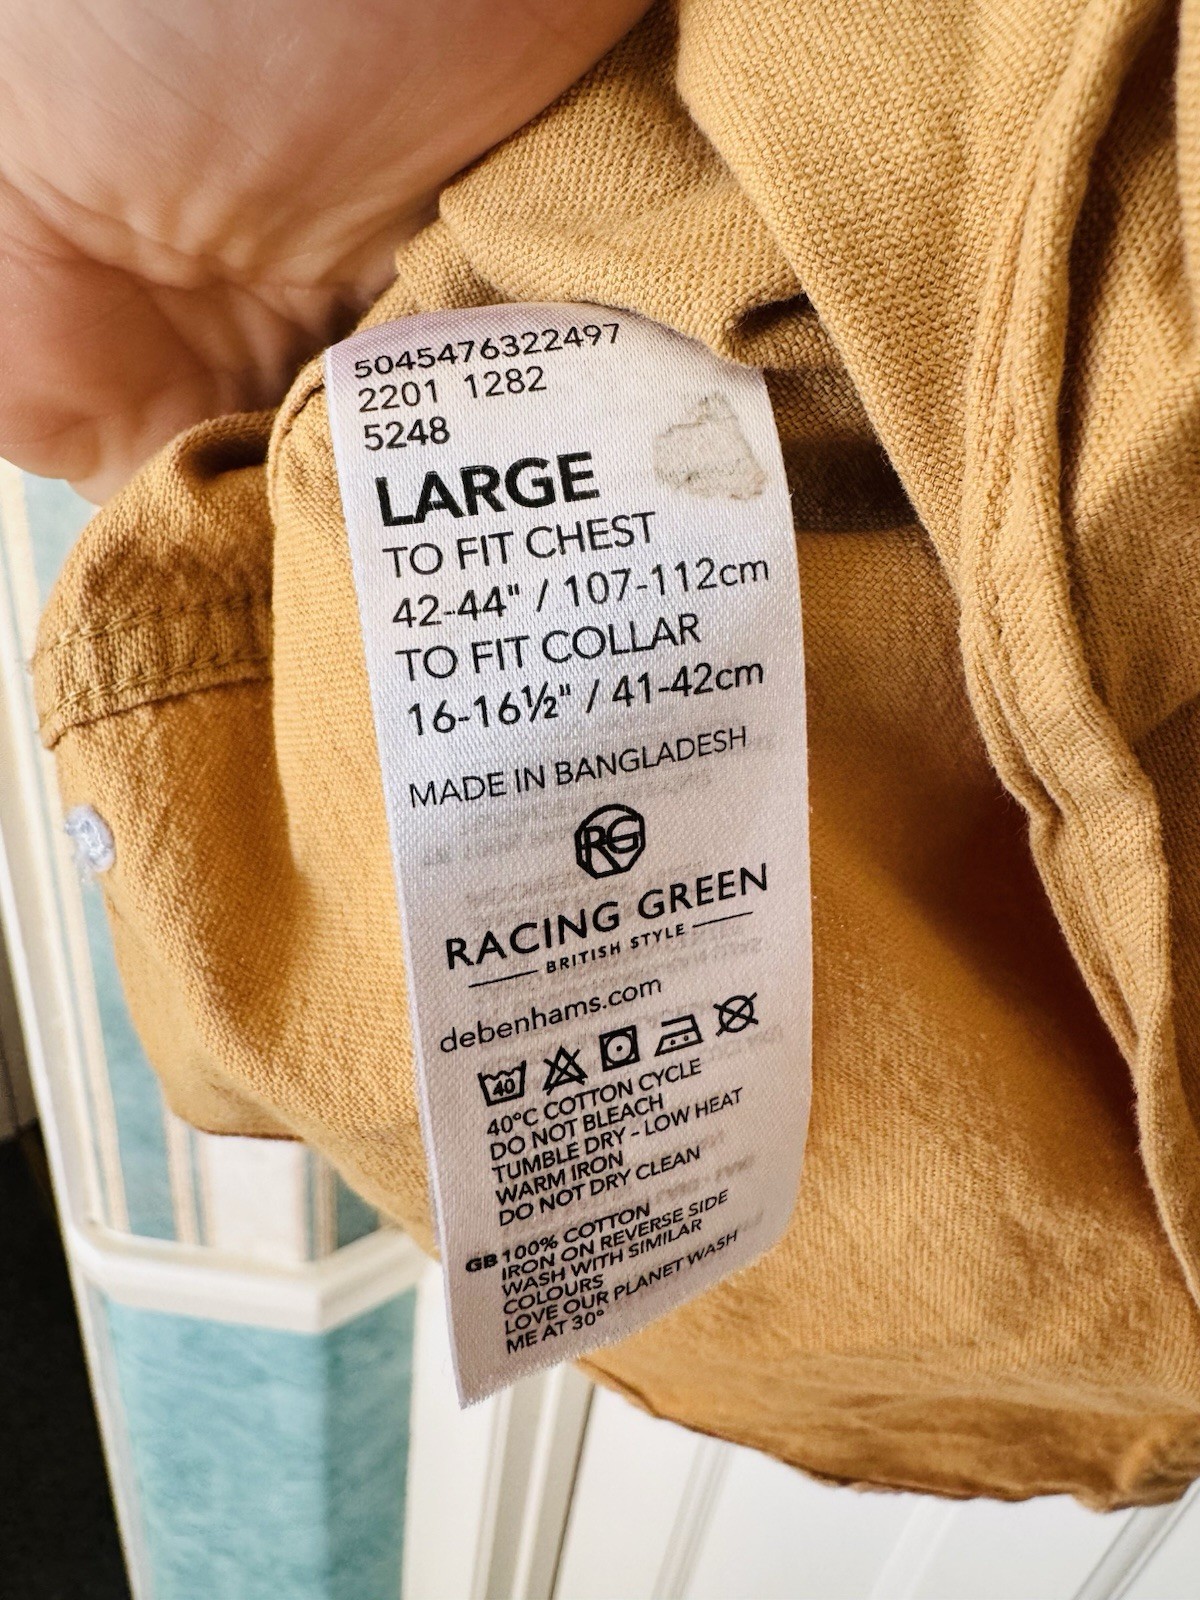 5045476322497
2201 1282
5248
LARGE
TO FIT CHEST
42-44" / 107-112cm
TO FIT COLLAR
16-16½" / 41-42cm
MADE IN BANGLADESH
RG
RACING GREEN
BRITISH STYLE
debenhams.com
40
40°C COTTON CYCLE
DO NOT BLEACH
TUMBLE DRY - LOW HEAT
WARM IRON
DO NOT DRY CLEAN
GB 100% COTTON
IRON ON REVERSE SIDE
WASH WITH SIMILAR
COLOURS
LOVE OUR PLANET WASH
ME AT 30°